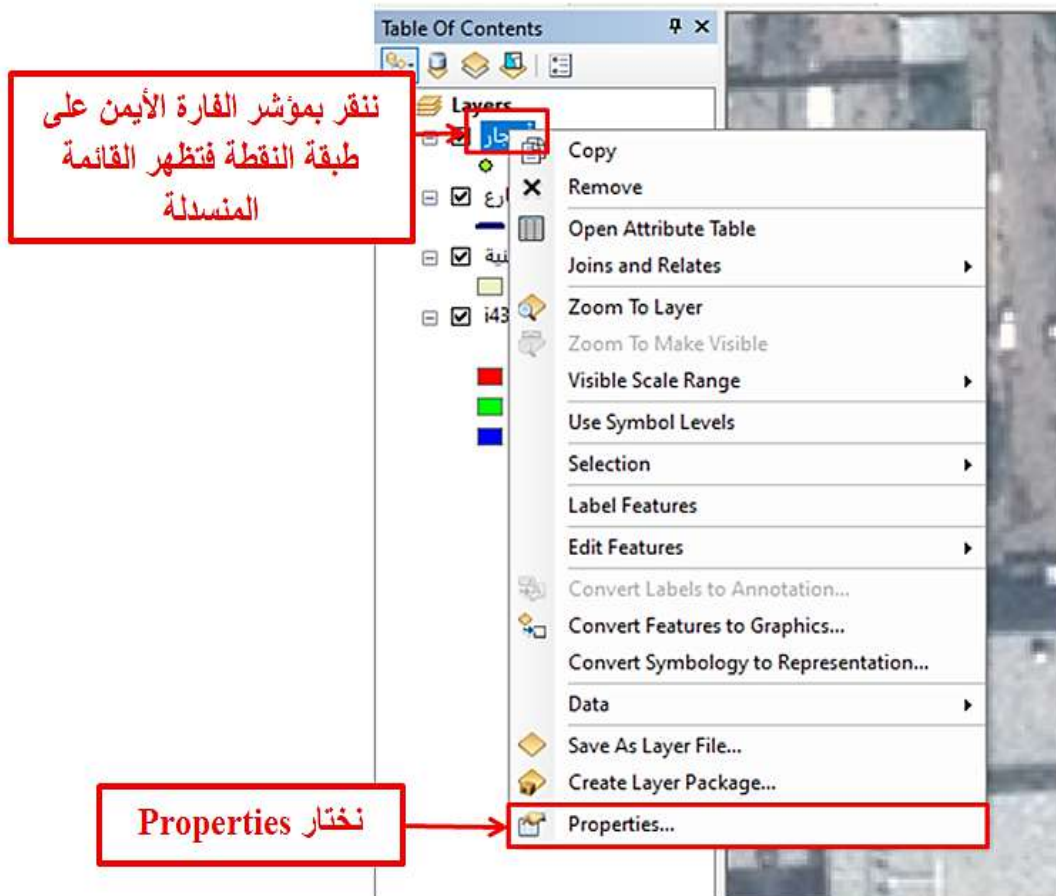 Table Of Contents
ننقر بمؤشر الفارة الأيمن على
طبقة النقطة فتظهر القائمة
المنسدلة
Layers
i43
Copy
Remove
Open Attribute Table
Joins and Relates
Zoom To Layer
Zoom To Make Visible
Visible Scale Range
Use Symbol Levels
Selection
Label Features
Edit Features
Convert Labels to Annotation...
Convert Features to Graphics...
Convert Symbology to Representation...
Data
Save As Layer File...
Create Layer Package...
Properties...
نختار Properties